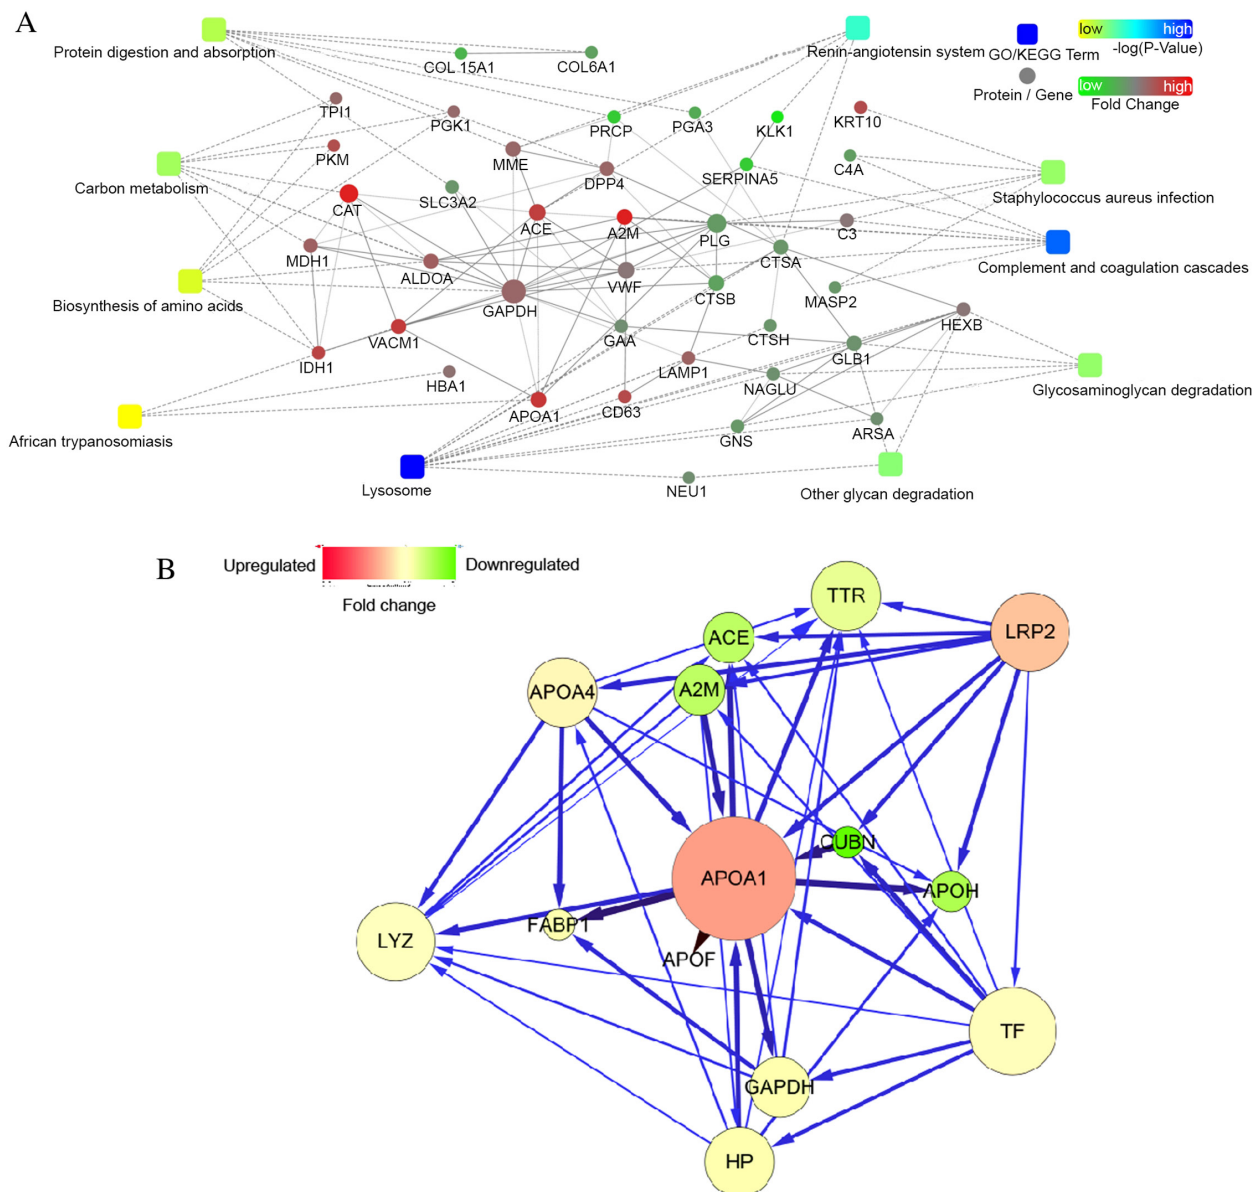 A
Protein digestion and absorption
COL 15A1
COL6A1
Renin-angiotensin system
GO/KEGG Term
low
high
-log(P-Value)
Protein / Gene
low
high
Fold Change
TPI1
PGK1
PRCP
PGA3
KLK1
KRT10
PKM
MME
DPP4
SERPINA5
C4A
Carbon metabolism
CAT
SLC3A2
Staphylococcus aureus infection
ACE
A2M
PLG
C3
MDH1
ALDOA
VWF
CTSA
Complement and coagulation cascades
Biosynthesis of amino acids
GAPDH
CTSB
MASP2
HEXB
VACM1
GAA
CTSH
GLB1
IDH1
HBA1
LAMP1
NAGLU
Glycosaminoglycan degradation
APOA1
CD63
GNS
ARSA
African trypanosomiasis
Lysosome
NEU1
Other glycan degradation
B
Upregulated
Downregulated
Fold change
TTR
LRP2
ACE
A2M
APOA4
CUBN
APOA1
APOH
FABP1
LYZ
APOF
TF
GAPDH
HP